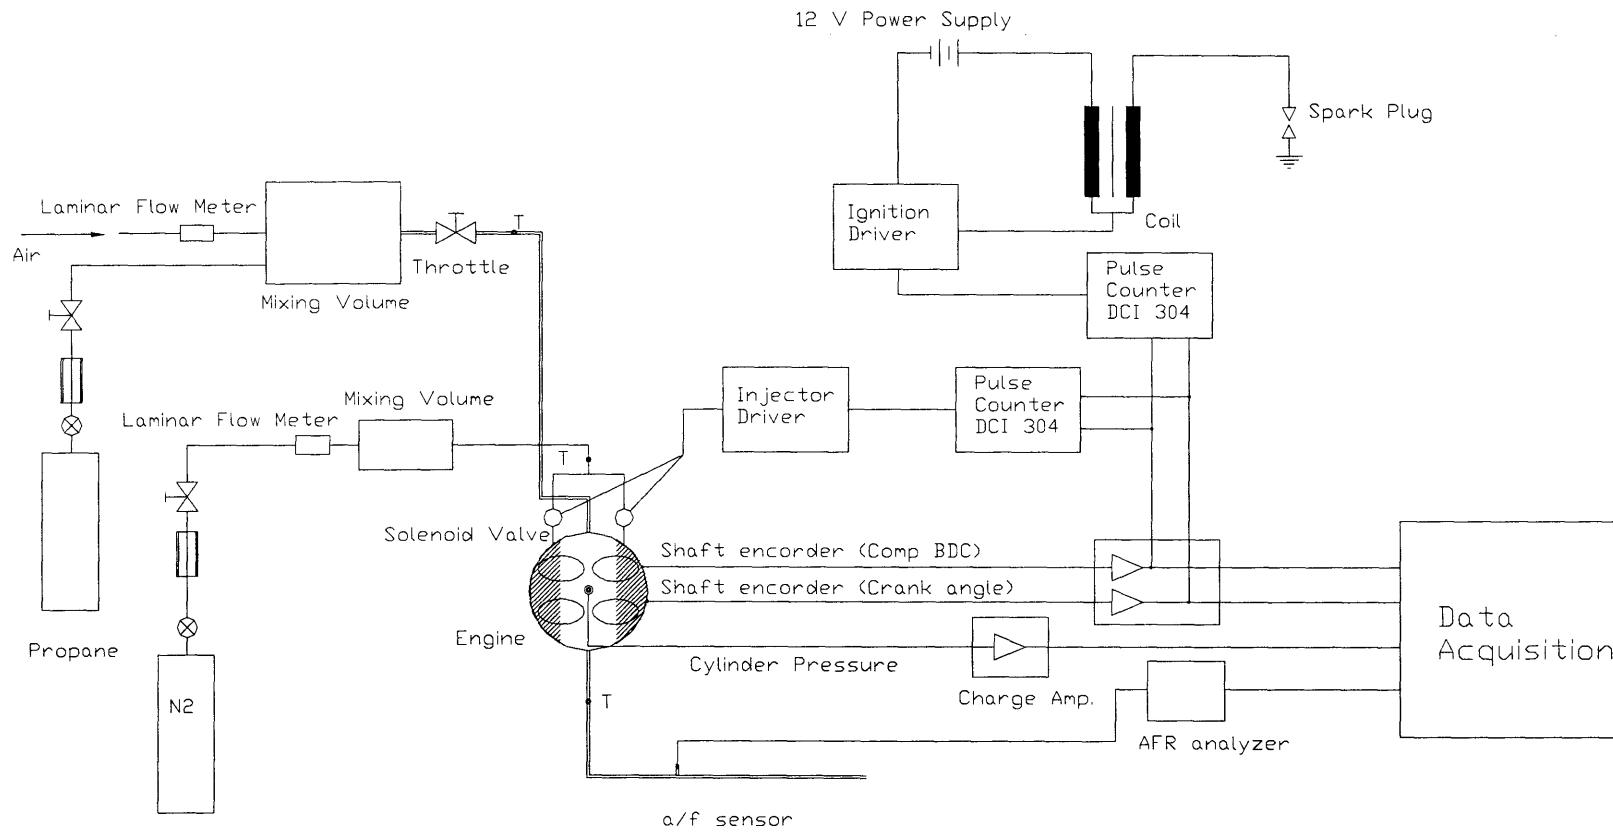 12 V Power Supply
Spark Plug
Coil
Ignition
Driver
Pulse
Counter
DCI 304
Laminar Flow Meter
Air
Mixing Volume
Throttle
T
Injector
Driver
Pulse
Counter
DCI 304
Mixing Volume
Laminar Flow Meter
T
Solenoid Valve
Shaft encorder (Comp BDC)
Shaft encorder (Crank angle)
Engine
Cylinder Pressure
Charge Amp.
AFR analyzer
Data
Acquisition
Propane
N2
T
a/f sensor